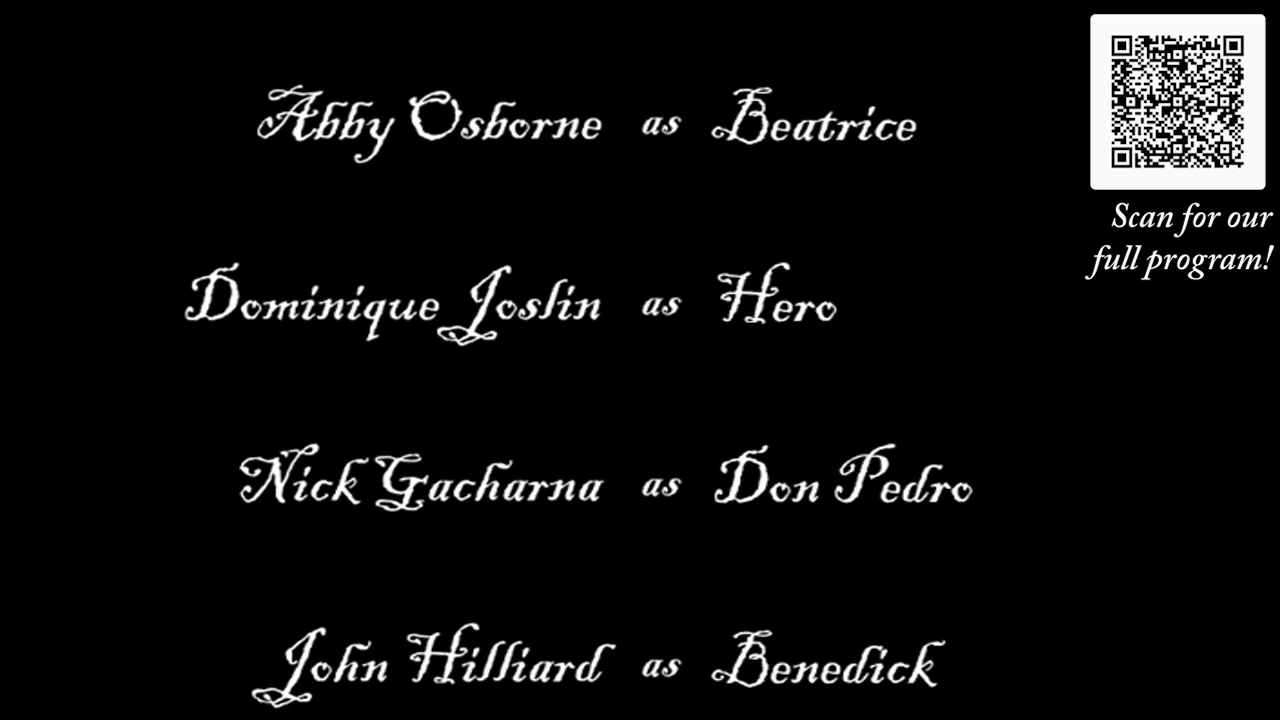 Abby Osborne as Beatrice
Scan for our
full program!
Dominique Joslin as Hero
Nick Gacharna as Don Pedro
John Hilliard as Benedick